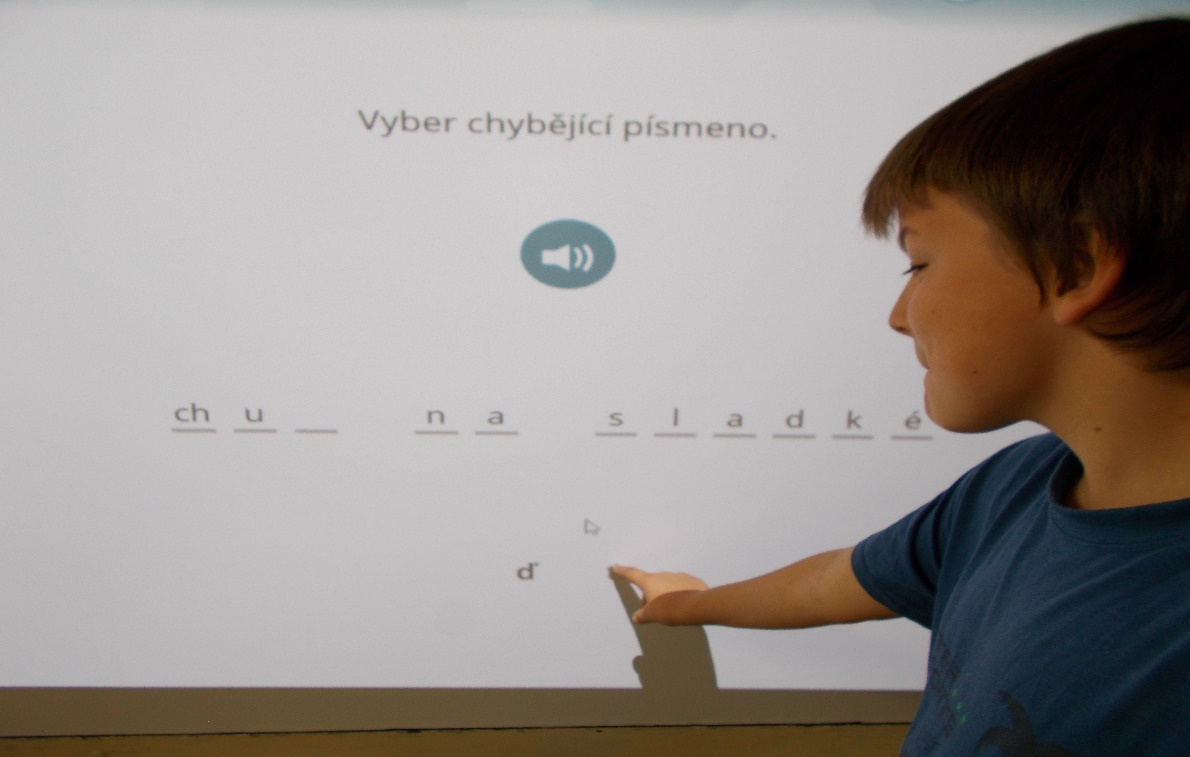 Vyber chybějící písmeno.
ch u _ n a s l a d k é
ď